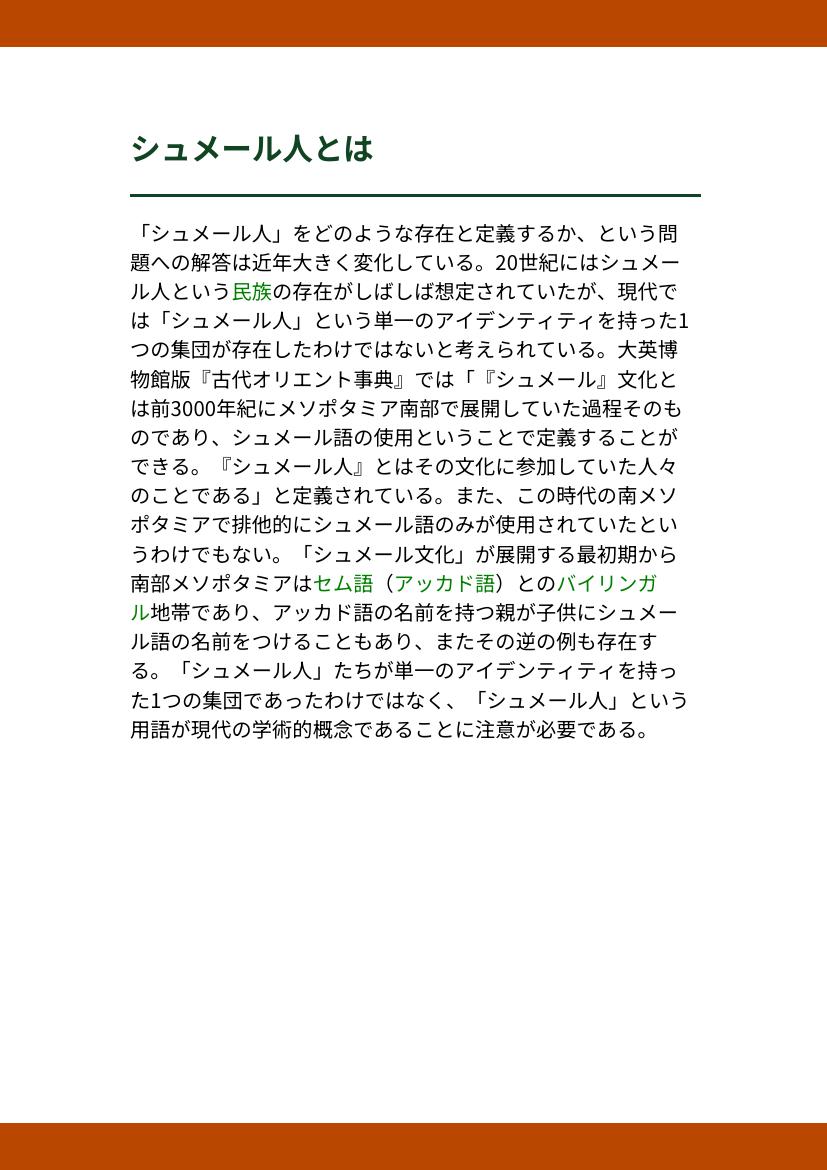 シュメール人とは
「シュメール人」をどのような存在と定義するか、という問
題への解答は近年大きく変化している。20世紀にはシュメー
ル人という民族の存在がしばしば想定されていたが、現代で
は「シュメール人」という単一のアイデンティティを持った1
つの集団が存在したわけではないと考えられている。大英博
物館版『古代オリエント事典』では「『シュメール』文化と
は前3000年紀にメソポタミア南部で展開していた過程そのも
のであり、シュメール語の使用ということで定義することが
できる。『シュメール人』とはその文化に参加していた人々
のことである」と定義されている。また、この時代の南メソ
ポタミアで排他的にシュメール語のみが使用されていたとい
うわけでもない。「シュメール文化」が展開する最初期から
南部メソポタミアはセム語（アッカド語）とのバイリンガ
ル地帯であり、アッカド語の名前を持つ親が子供にシュメー
ル語の名前をつけることもあり、またその逆の例も存在す
る。「シュメール人」たちが単一のアイデンティティを持っ
た1つの集団であったわけではなく、「シュメール人」という
用語が現代の学術的概念であることに注意が必要である。